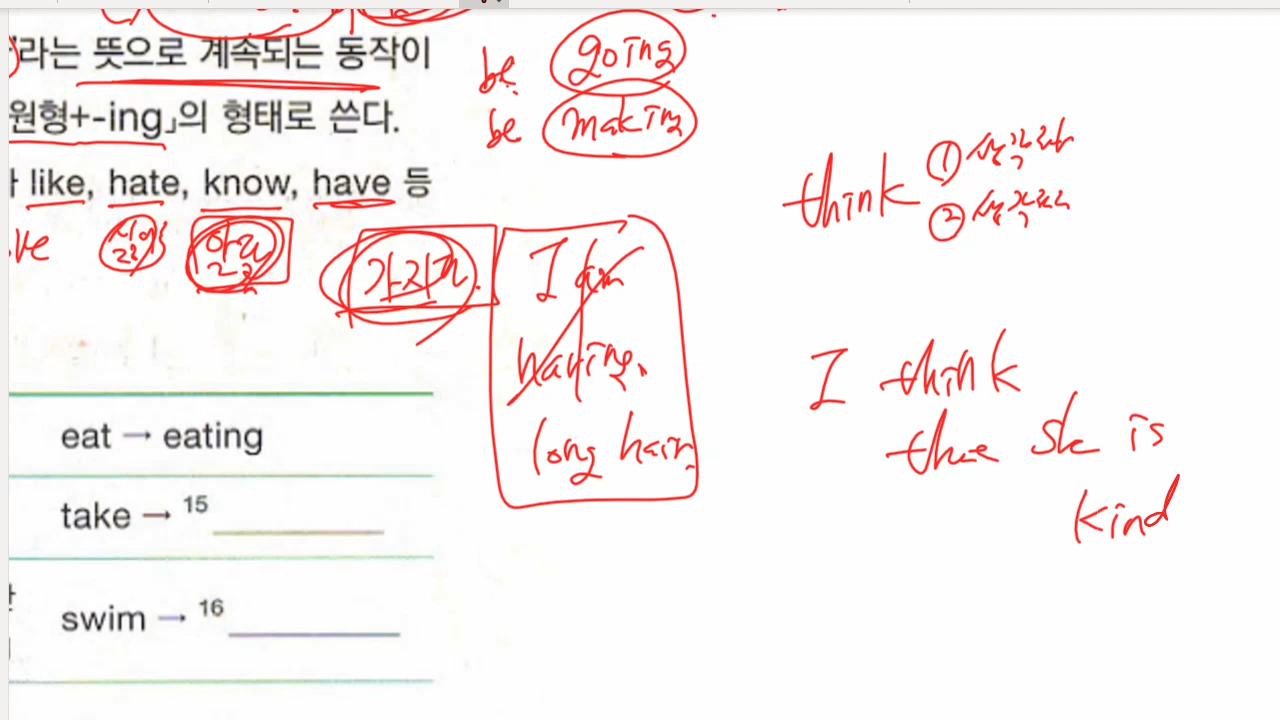 라는 뜻으로 계속되는 동작이
원형+-ing」의 형태로 쓴다.
like, hate, know, have 등
eat → eating
take → 15
swim → 16
be going
be making
가지다.
I am
having
long hair
think ① ②
I think
she is
kind